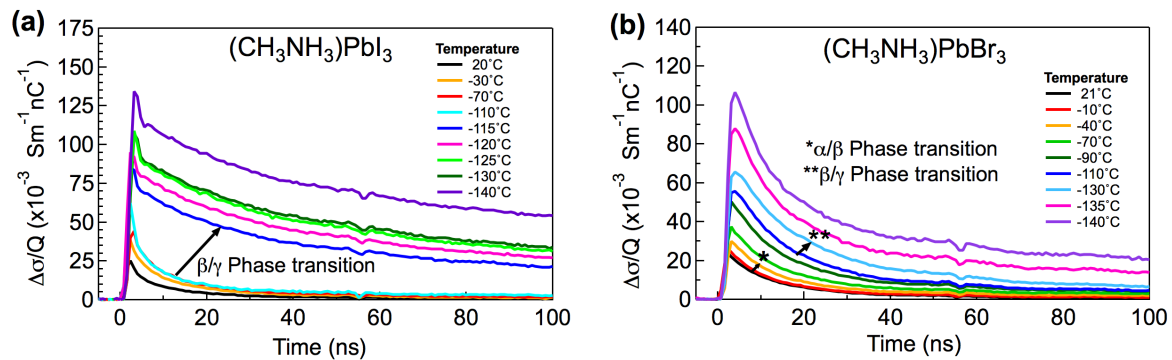 (a)
(CH₃NH₃)PbI₃
Δσ/Q (x10⁻³ Sm⁻¹nC⁻¹)
175
150
125
100
75
50
25
0
Temperature
20˚C
-30˚C
-70˚C
-110˚C
-115˚C
-120˚C
-125˚C
-130˚C
-140˚C
β/γ Phase transition
0 20 40 60 80 100
Time (ns)
(b)
(CH₃NH₃)PbBr₃
Δσ/Q (x10⁻³ Sm⁻¹nC⁻¹)
140
120
100
80
60
40
20
0
Temperature
21˚C
-10˚C
-40˚C
-70˚C
-90˚C
-110˚C
-130˚C
-135˚C
-140˚C
*α/β Phase transition
**β/γ Phase transition
**
*
0 20 40 60 80 100
Time (ns)